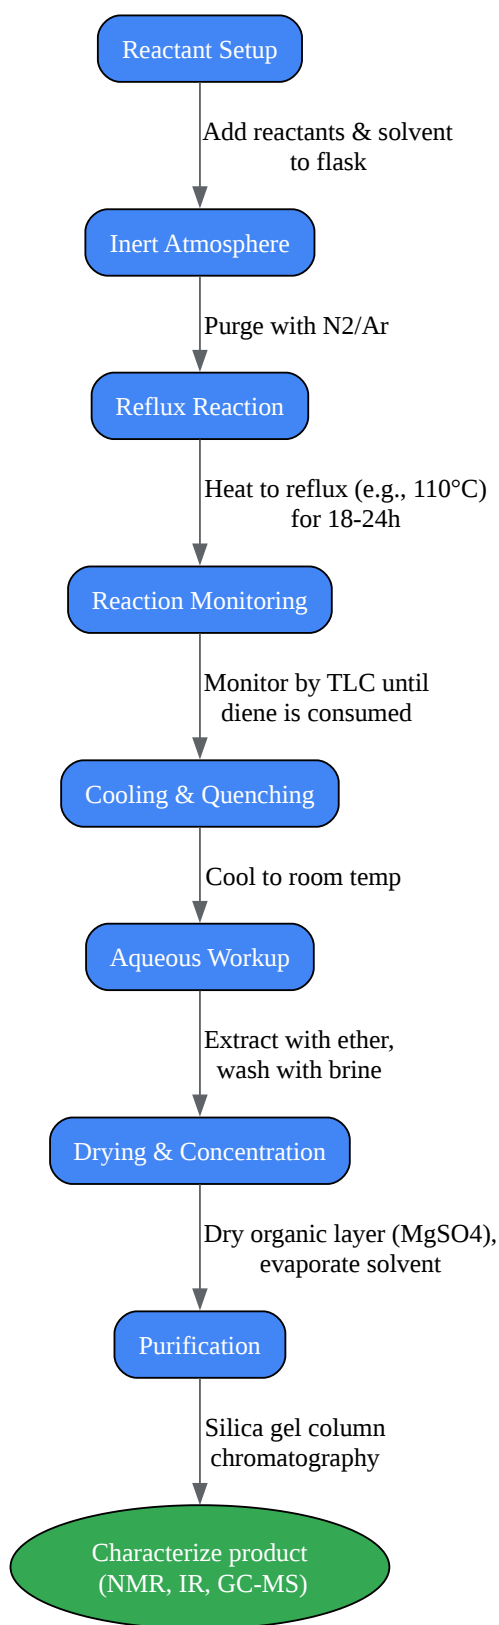 Reactant Setup
Add reactants & solvent
to flask
Inert Atmosphere
Purge with N2/Ar
Reflux Reaction
Heat to reflux (e.g., 110°C)
for 18-24h
Reaction Monitoring
Monitor by TLC until
diene is consumed
Cooling & Quenching
Cool to room temp
Aqueous Workup
Extract with ether,
wash with brine
Drying & Concentration
Dry organic layer (MgSO4),
evaporate solvent
Purification
Silica gel column
chromatography
Characterize product
(NMR, IR, GC-MS)